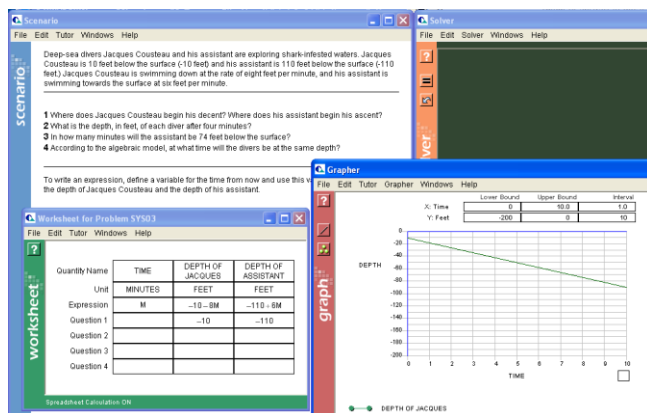 Scenario
File Edit Tutor Windows Help
scenario
Deep-sea divers Jacques Cousteau and his assistant are exploring shark-infested waters. Jacques
Cousteau is 10 feet below the surface (-10 feet) and his assistant is 110 feet below the surface (-110
feet.) Jacques Cousteau is swimming down at the rate of eight feet per minute, and his assistant is
swimming towards the surface at six feet per minute.
1 Where does Jacques Cousteau begin his decent? Where does his assistant begin his ascent?
2 What is the depth, in feet, of each diver after four minutes?
3 In how many minutes will the assistant be 74 feet below the surface?
4 According to the algebraic model, at what time will the divers be at the same depth?
To write an expression, define a variable for the time from now and use this v
the depth of Jacques Cousteau and the depth of his assistant.
Solver
File Edit Solver Windows Help
Worksheet for Problem SYS03
File Edit Tutor Windows Help
worksheet
Quantity Name TIME DEPTH OF JACQUES DEPTH OF ASSISTANT
Unit MINUTES FEET FEET
Expression M -10-8M -110+6M
Question 1 -10 -110
Question 2
Question 3
Question 4
Spreadsheet Calculation ON
Grapher
File Edit Tutor Grapher Windows Help
graph
Lower Bound Upper Bound Interval
X: Time 0 10.0 1.0
Y: Feet -200 0 10
DEPTH
0
-20
-40
-60
-80
-100
-120
-140
-160
-180
-200
0 1 2 3 4 5 6 7 8 9 10
TIME
DEPTH OF JACQUES